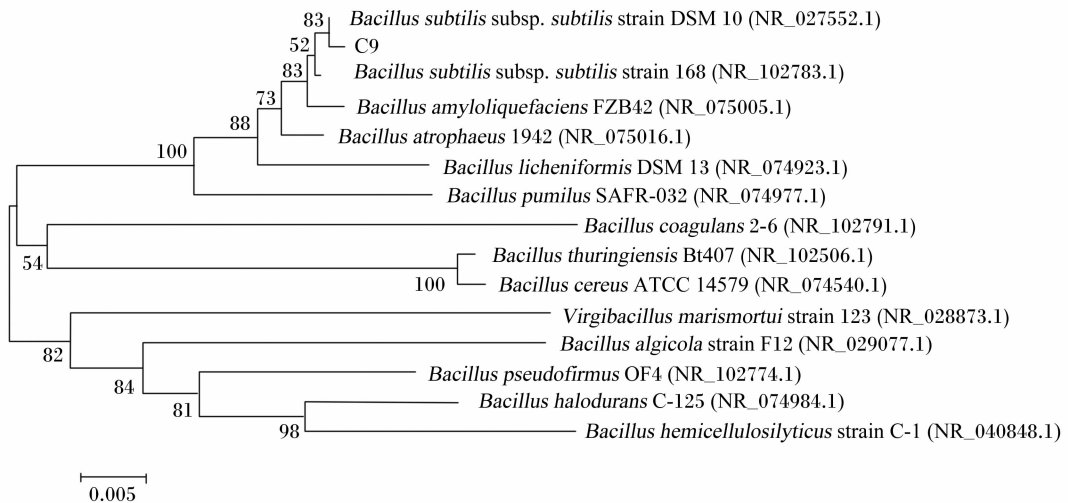 83 Bacillus subtilis subsp. subtilis strain DSM 10 (NR_027552.1)
52 C9
83 Bacillus subtilis subsp. subtilis strain 168 (NR_102783.1)
73 Bacillus amyloliquefaciens FZB42 (NR_075005.1)
88 Bacillus atrophaeus 1942 (NR_075016.1)
100 Bacillus licheniformis DSM 13 (NR_074923.1)
Bacillus pumilus SAFR-032 (NR_074977.1)
Bacillus coagulans 2-6 (NR_102791.1)
54 Bacillus thuringiensis Bt407 (NR_102506.1)
100 Bacillus cereus ATCC 14579 (NR_074540.1)
Virgibacillus marismortui strain 123 (NR_028873.1)
82 Bacillus algicola strain F12 (NR_029077.1)
84 Bacillus pseudofirmus OF4 (NR_102774.1)
81 Bacillus halodurans C-125 (NR_074984.1)
98 Bacillus hemicellulosilyticus strain C-1 (NR_040848.1)
0.005